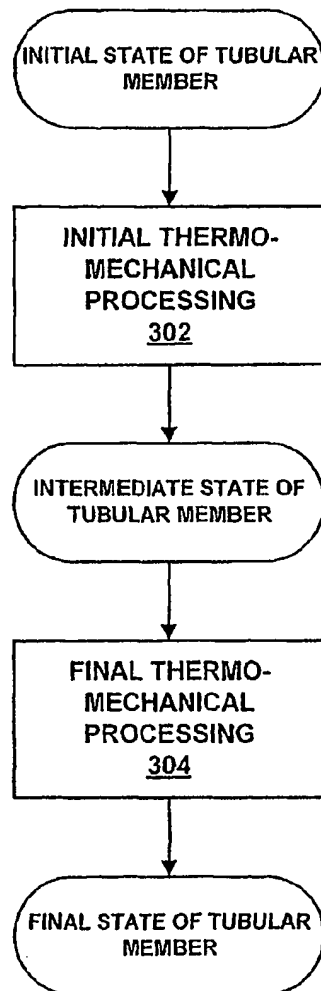 INITIAL STATE OF TUBULAR
MEMBER
INITIAL THERMO-
MECHANICAL
PROCESSING
302
INTERMEDIATE STATE OF
TUBULAR MEMBER
FINAL THERMO-
MECHANICAL
PROCESSING
304
FINAL STATE OF TUBULAR
MEMBER